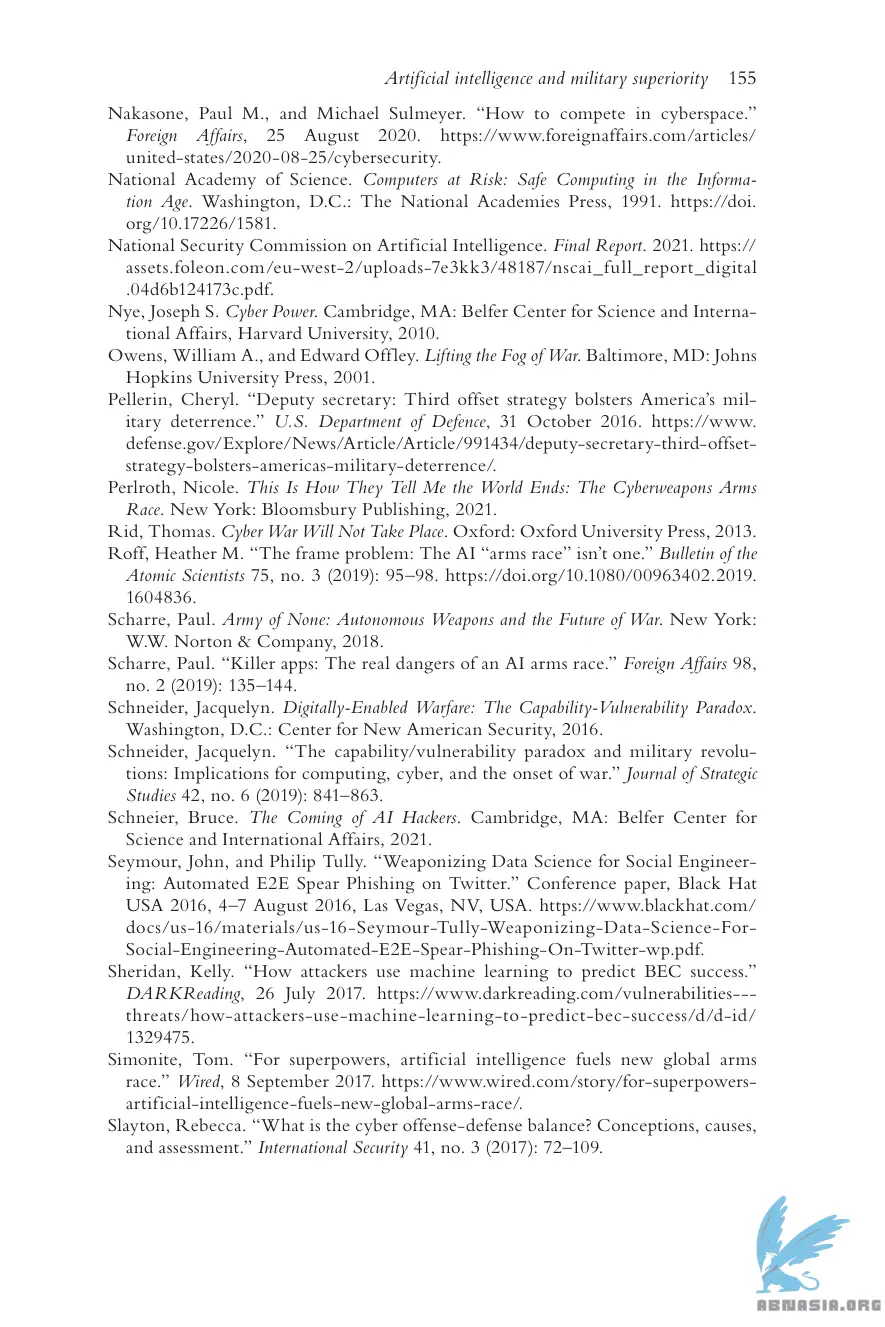 Artificial intelligence and military superiority 155
Nakasone, Paul M., and Michael Sulmeyer. “How to compete in cyberspace.”
Foreign Affairs, 25 August 2020. https://www.foreignaffairs.com/articles/
united-states/2020-08-25/cybersecurity.
National Academy of Science. Computers at Risk: Safe Computing in the Informa-
tion Age. Washington, D.C.: The National Academies Press, 1991. https://doi.
org/10.17226/1581.
National Security Commission on Artificial Intelligence. Final Report. 2021. https://
assets.foleon.com/eu-west-2/uploads-7e3kk3/48187/nscai_full_report_digital
.04d6b124173c.pdf.
Nye, Joseph S. Cyber Power. Cambridge, MA: Belfer Center for Science and Interna-
tional Affairs, Harvard University, 2010.
Owens, William A., and Edward Offley. Lifting the Fog of War. Baltimore, MD: Johns
Hopkins University Press, 2001.
Pellerin, Cheryl. “Deputy secretary: Third offset strategy bolsters America’s mil-
itary deterrence.” U.S. Department of Defence, 31 October 2016. https://www.
defense.gov/Explore/News/Article/Article/991434/deputy-secretary-third-offset-
strategy-bolsters-americas-military-deterrence/.
Perlroth, Nicole. This Is How They Tell Me the World Ends: The Cyberweapons Arms
Race. New York: Bloomsbury Publishing, 2021.
Rid, Thomas. Cyber War Will Not Take Place. Oxford: Oxford University Press, 2013.
Roff, Heather M. “The frame problem: The AI “arms race” isn’t one.” Bulletin of the
Atomic Scientists 75, no. 3 (2019): 95–98. https://doi.org/10.1080/00963402.2019.
1604836.
Scharre, Paul. Army of None: Autonomous Weapons and the Future of War. New York:
W.W. Norton & Company, 2018.
Scharre, Paul. “Killer apps: The real dangers of an AI arms race.” Foreign Affairs 98,
no. 2 (2019): 135–144.
Schneider, Jacquelyn. Digitally-Enabled Warfare: The Capability-Vulnerability Paradox.
Washington, D.C.: Center for New American Security, 2016.
Schneider, Jacquelyn. “The capability/vulnerability paradox and military revolu-
tions: Implications for computing, cyber, and the onset of war.” Journal of Strategic
Studies 42, no. 6 (2019): 841–863.
Schneier, Bruce. The Coming of AI Hackers. Cambridge, MA: Belfer Center for
Science and International Affairs, 2021.
Seymour, John, and Philip Tully. “Weaponizing Data Science for Social Engineer-
ing: Automated E2E Spear Phishing on Twitter.” Conference paper, Black Hat
USA 2016, 4–7 August 2016, Las Vegas, NV, USA. https://www.blackhat.com/
docs/us-16/materials/us-16-Seymour-Tully-Weaponizing-Data-Science-For-
Social-Engineering-Automated-E2E-Spear-Phishing-On-Twitter-wp.pdf.
Sheridan, Kelly. “How attackers use machine learning to predict BEC success.”
DARKReading, 26 July 2017. https://www.darkreading.com/vulnerabilities---
threats/how-attackers-use-machine-learning-to-predict-bec-success/d/d-id/
1329475.
Simonite, Tom. “For superpowers, artificial intelligence fuels new global arms
race.” Wired, 8 September 2017. https://www.wired.com/story/for-superpowers-
artificial-intelligence-fuels-new-global-arms-race/.
Slayton, Rebecca. “What is the cyber offense-defense balance? Conceptions, causes,
and assessment.” International Security 41, no. 3 (2017): 72–109.
ABNASIA.ORG